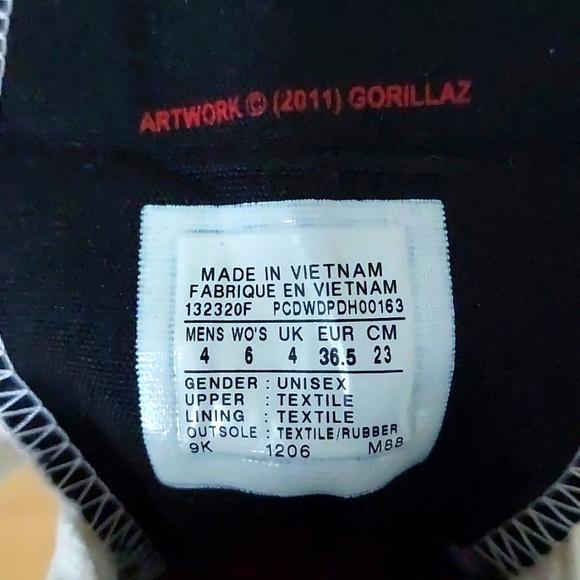 ARTWORK © (2011) GORILLAZ
MADE IN VIETNAM
FABRIQUE EN VIETNAM
132320F PCDWDPDH00163
MENS WO'S UK EUR CM
4 6 4 36.5 23
GENDER : UNISEX
UPPER : TEXTILE
LINING : TEXTILE
OUTSOLE : TEXTILE/RUBBER
9K 1206 M88